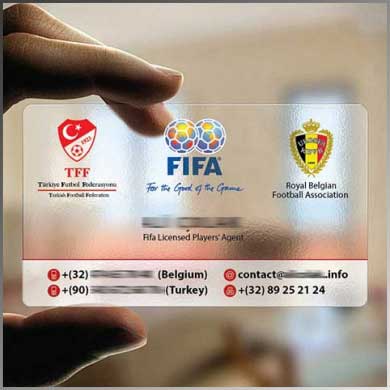 1923
TFF
Türkiye Futbol Federasyonu
Turkish Football Federation
FIFA
For the Good of the Game
Royal Belgian
Football Association
Fifa Licensed Players' Agent
+(32) (Belgium)
+(90) (Turkey)
contact@ .info
+(32) 89 25 21 24